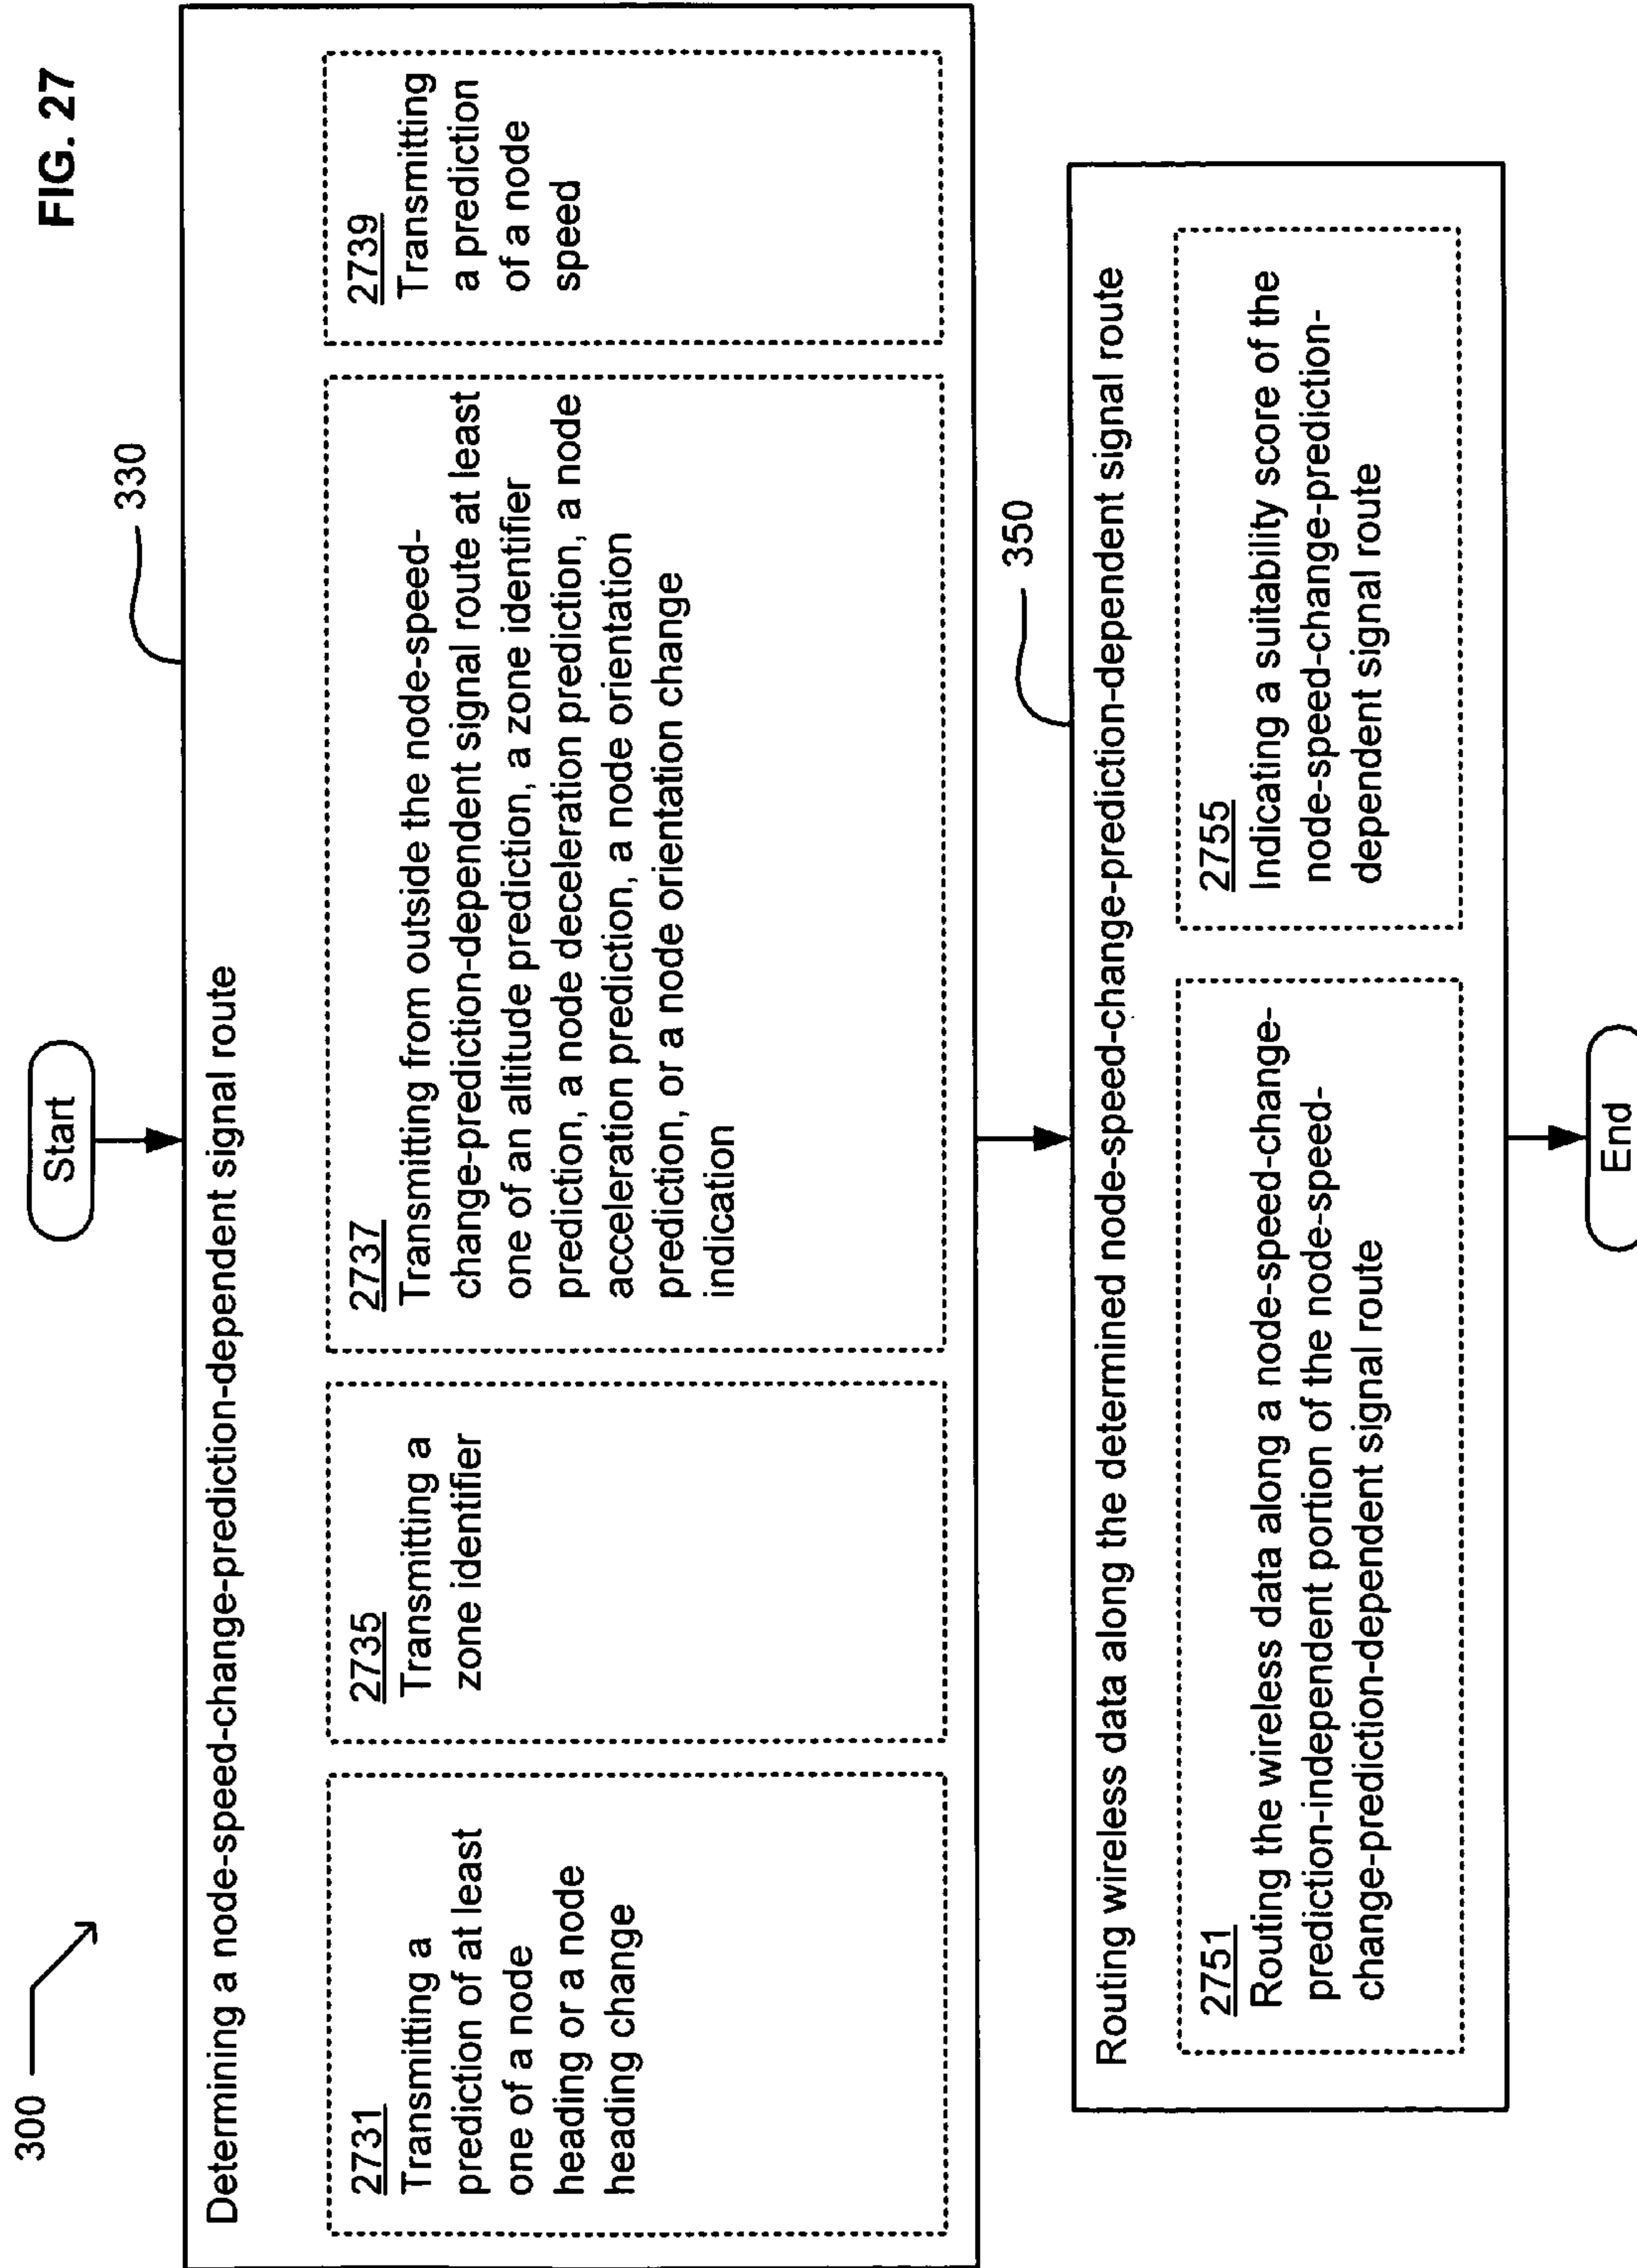 FIG. 27
300
Start
330
Determining a node-speed-change-prediction-dependent signal route
2731
Transmitting a
prediction of at least
one of a node
heading or a node
heading change
2735
Transmitting a
zone identifier
2737
Transmitting from outside the node-speed-
change-prediction-dependent signal route at least
one of an altitude prediction, a zone identifier
prediction, a node deceleration prediction, a node
acceleration prediction, a node orientation
prediction, or a node orientation change
indication
2739
Transmitting
a prediction
of a node
speed
350
Routing wireless data along the determined node-speed-change-prediction-dependent signal route
2751
Routing the wireless data along a node-speed-change-
prediction-independent portion of the node-speed-
change-prediction-dependent signal route
2755
Indicating a suitability score of the
node-speed-change-prediction-
dependent signal route
End